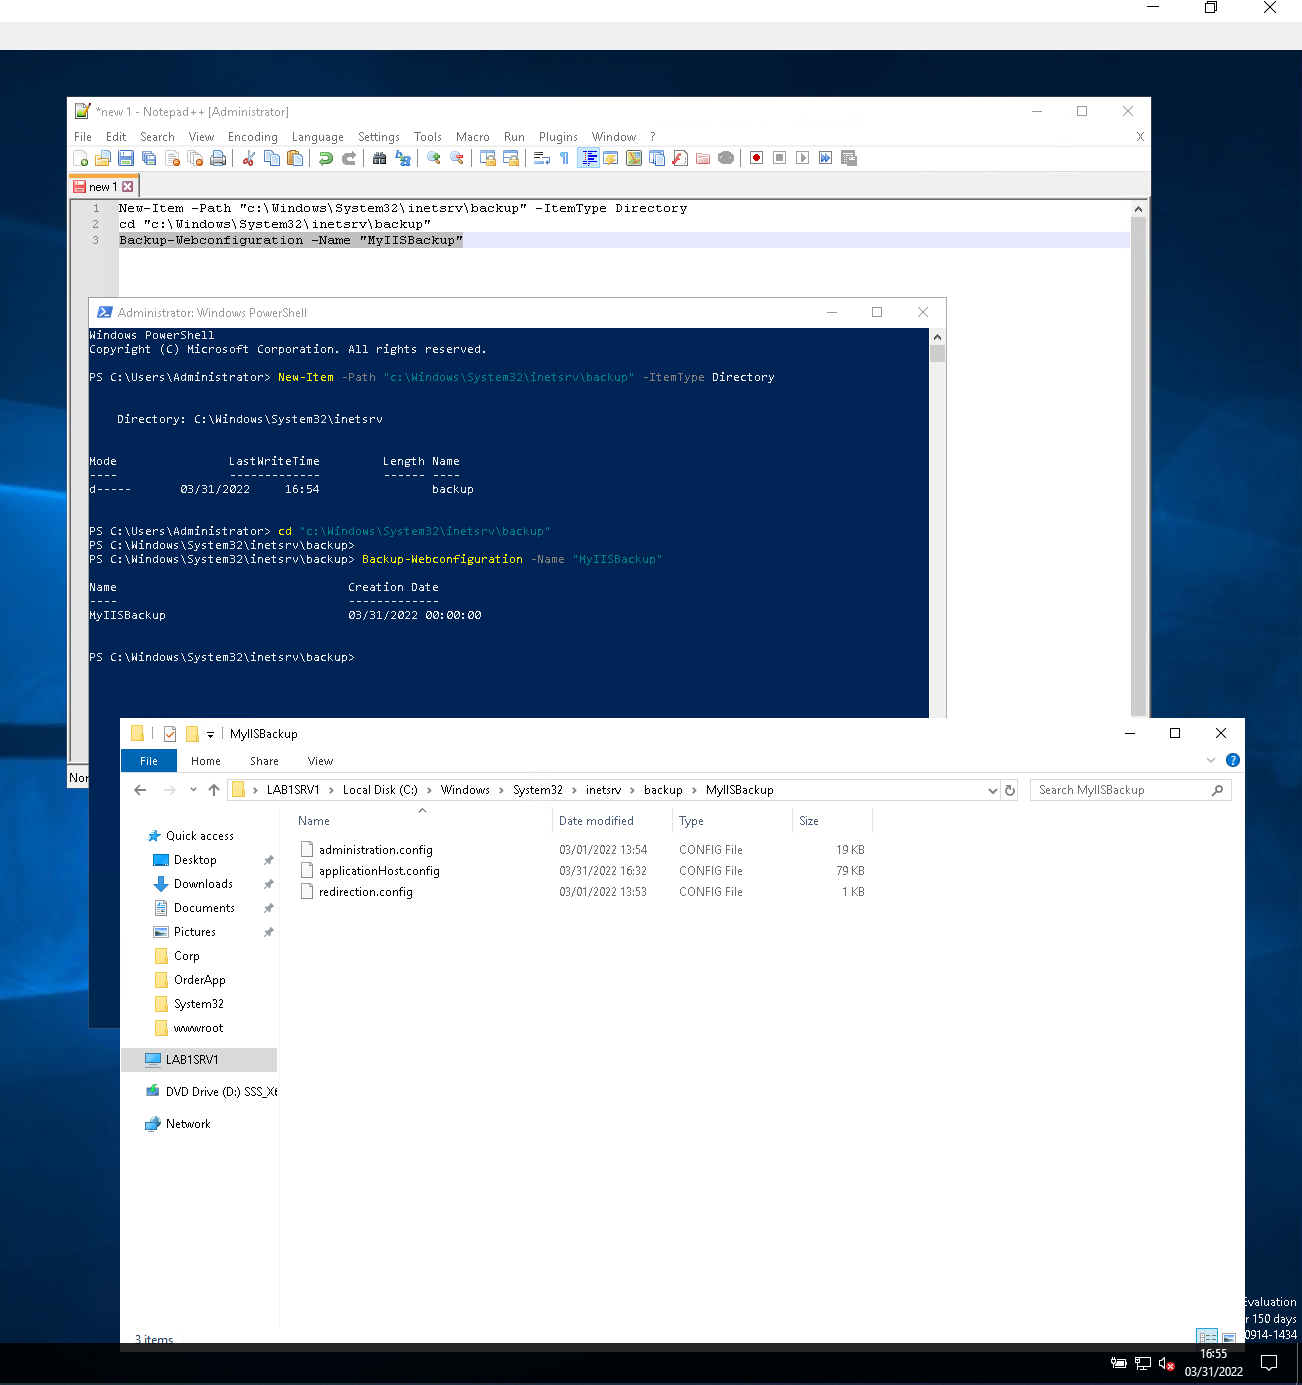 *new 1 - Notepad++ [Administrator]
File Edit Search View Encoding Language Settings Tools Macro Run Plugins Window ? X
new 1
1 New-Item -Path "c:\Windows\System32\inetsrv\backup" -ItemType Directory
2 cd "c:\Windows\System32\inetsrv\backup"
3 Backup-Webconfiguration -Name "MyIISBackup"
Administrator: Windows PowerShell
Windows PowerShell
Copyright (C) Microsoft Corporation. All rights reserved.
PS C:\Users\Administrator> New-Item -Path "c:\Windows\System32\inetsrv\backup" -ItemType Directory
Directory: C:\Windows\System32\inetsrv
Mode LastWriteTime Length Name
---- ------------- ------ ----
d----- 03/31/2022 16:54 backup
PS C:\Users\Administrator> cd "c:\Windows\System32\inetsrv\backup"
PS C:\Windows\System32\inetsrv\backup>
PS C:\Windows\System32\inetsrv\backup> Backup-Webconfiguration -Name "MyIISBackup"
Name Creation Date
---- -------------
MyIISBackup 03/31/2022 00:00:00
PS C:\Windows\System32\inetsrv\backup>
Nor
MyIISBackup
File Home Share View
LAB1SRV1 > Local Disk (C:) > Windows > System32 > inetsrv > backup > MyIISBackup
Search MyIISBackup
Name Date modified Type Size
administration.config 03/01/2022 13:54 CONFIG File 19 KB
applicationHost.config 03/31/2022 16:32 CONFIG File 79 KB
redirection.config 03/01/2022 13:53 CONFIG File 1 KB
Quick access
Desktop
Downloads
Documents
Pictures
Corp
OrderApp
System32
wwwroot
LAB1SRV1
DVD Drive (D:) SSS_X6
Network
3 items
Evaluation
r 150 days
0914-1434
16:55
03/31/2022